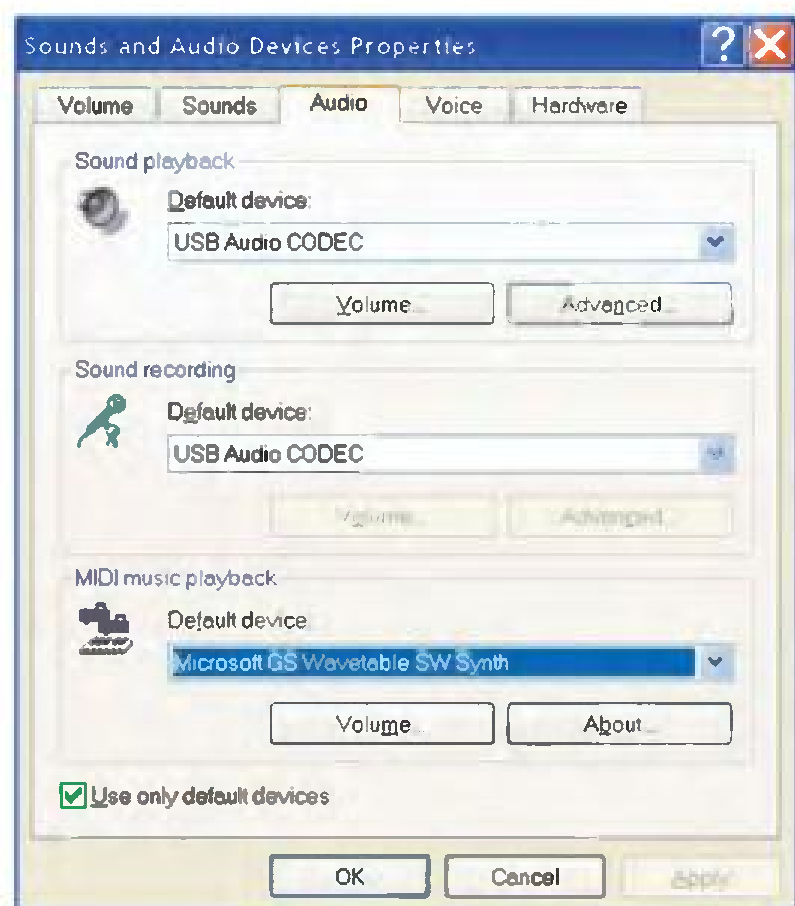 Sounds and Audio Devices Properties
?
Volume Sounds Audio Voice Hardware
Sound playback
Default device:
USB Audio CODEC
Volume... Advanced...
Sound recording
Default device:
USB Audio CODEC
Volume... Advanced...
MIDI music playback
Default device
Microsoft GS Wavetable SW Synth
Volume... About...
Use only default devices
OK Cancel Apply